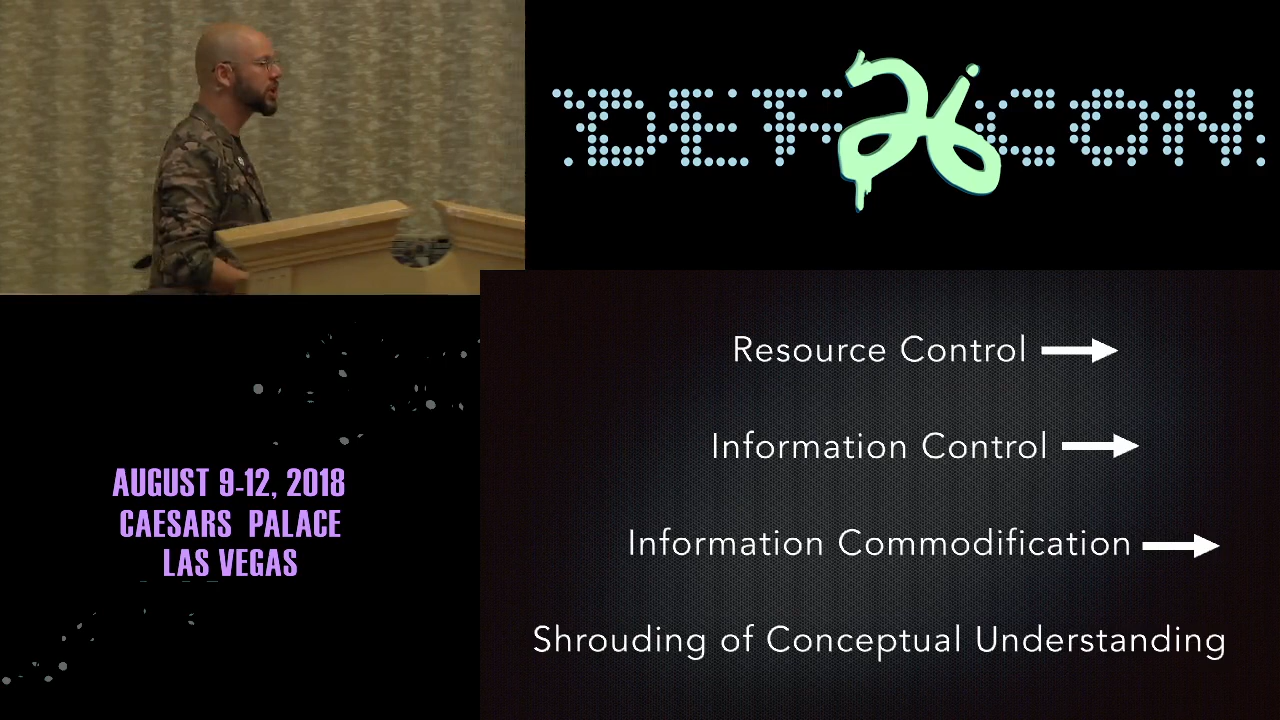 DEF 26 CON
Resource Control
Information Control
Information Commodification
Shrouding of Conceptual Understanding
AUGUST 9-12, 2018
CAESARS PALACE
LAS VEGAS